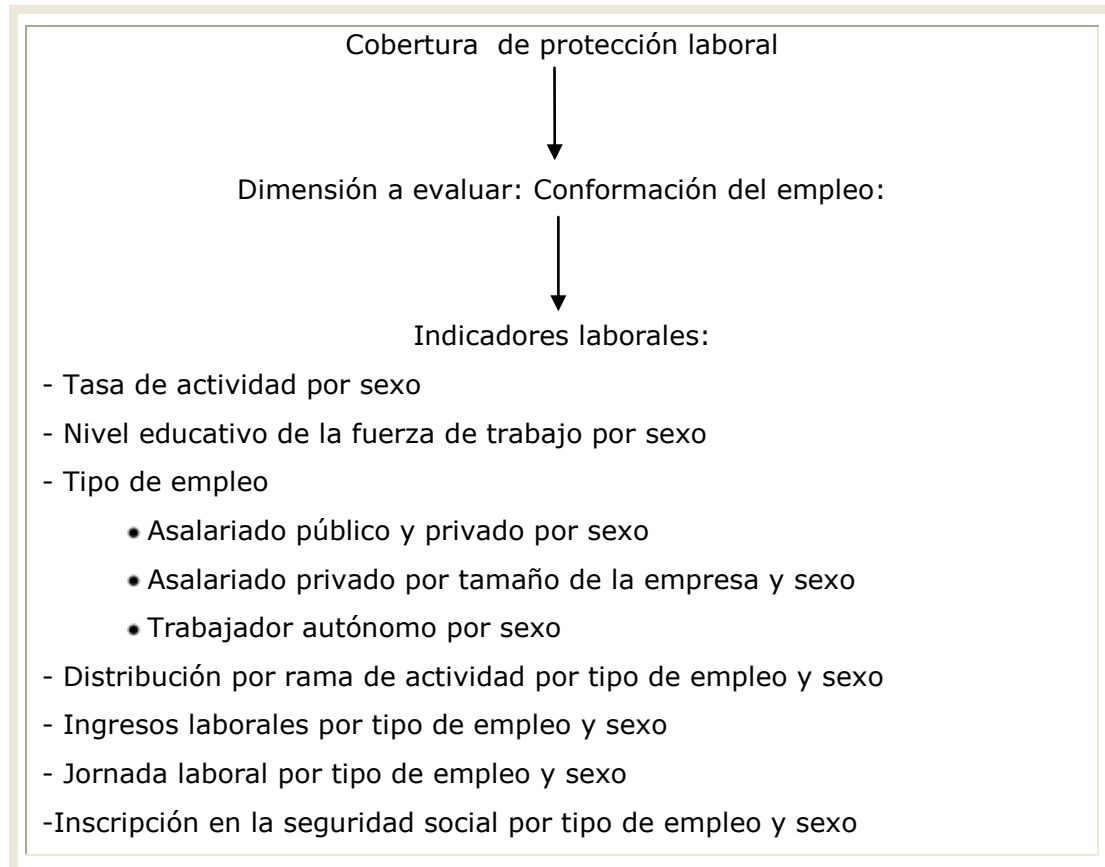 Cobertura  de protección laboral
Dimensión a evaluar: Conformación del empleo:
Indicadores laborales:
- Tasa de actividad por sexo
- Nivel educativo de la fuerza de trabajo por sexo
- Tipo de empleo
• Asalariado público y privado por sexo
• Asalariado privado por tamaño de la empresa y sexo
• Trabajador autónomo por sexo
- Distribución por rama de actividad por tipo de empleo y sexo
- Ingresos laborales por tipo de empleo y sexo
- Jornada laboral por tipo de empleo y sexo
-Inscripción en la seguridad social por tipo de empleo y sexo